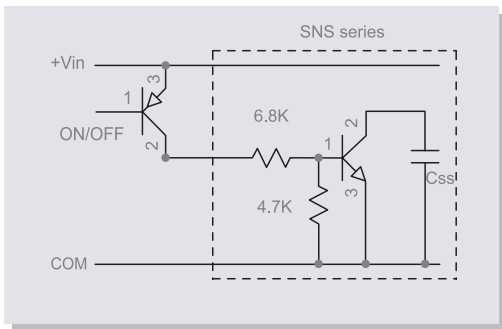 SNS series
+Vin
3
1
ON/OFF
2
6.8K
1
2
3
4.7K
Css
COM